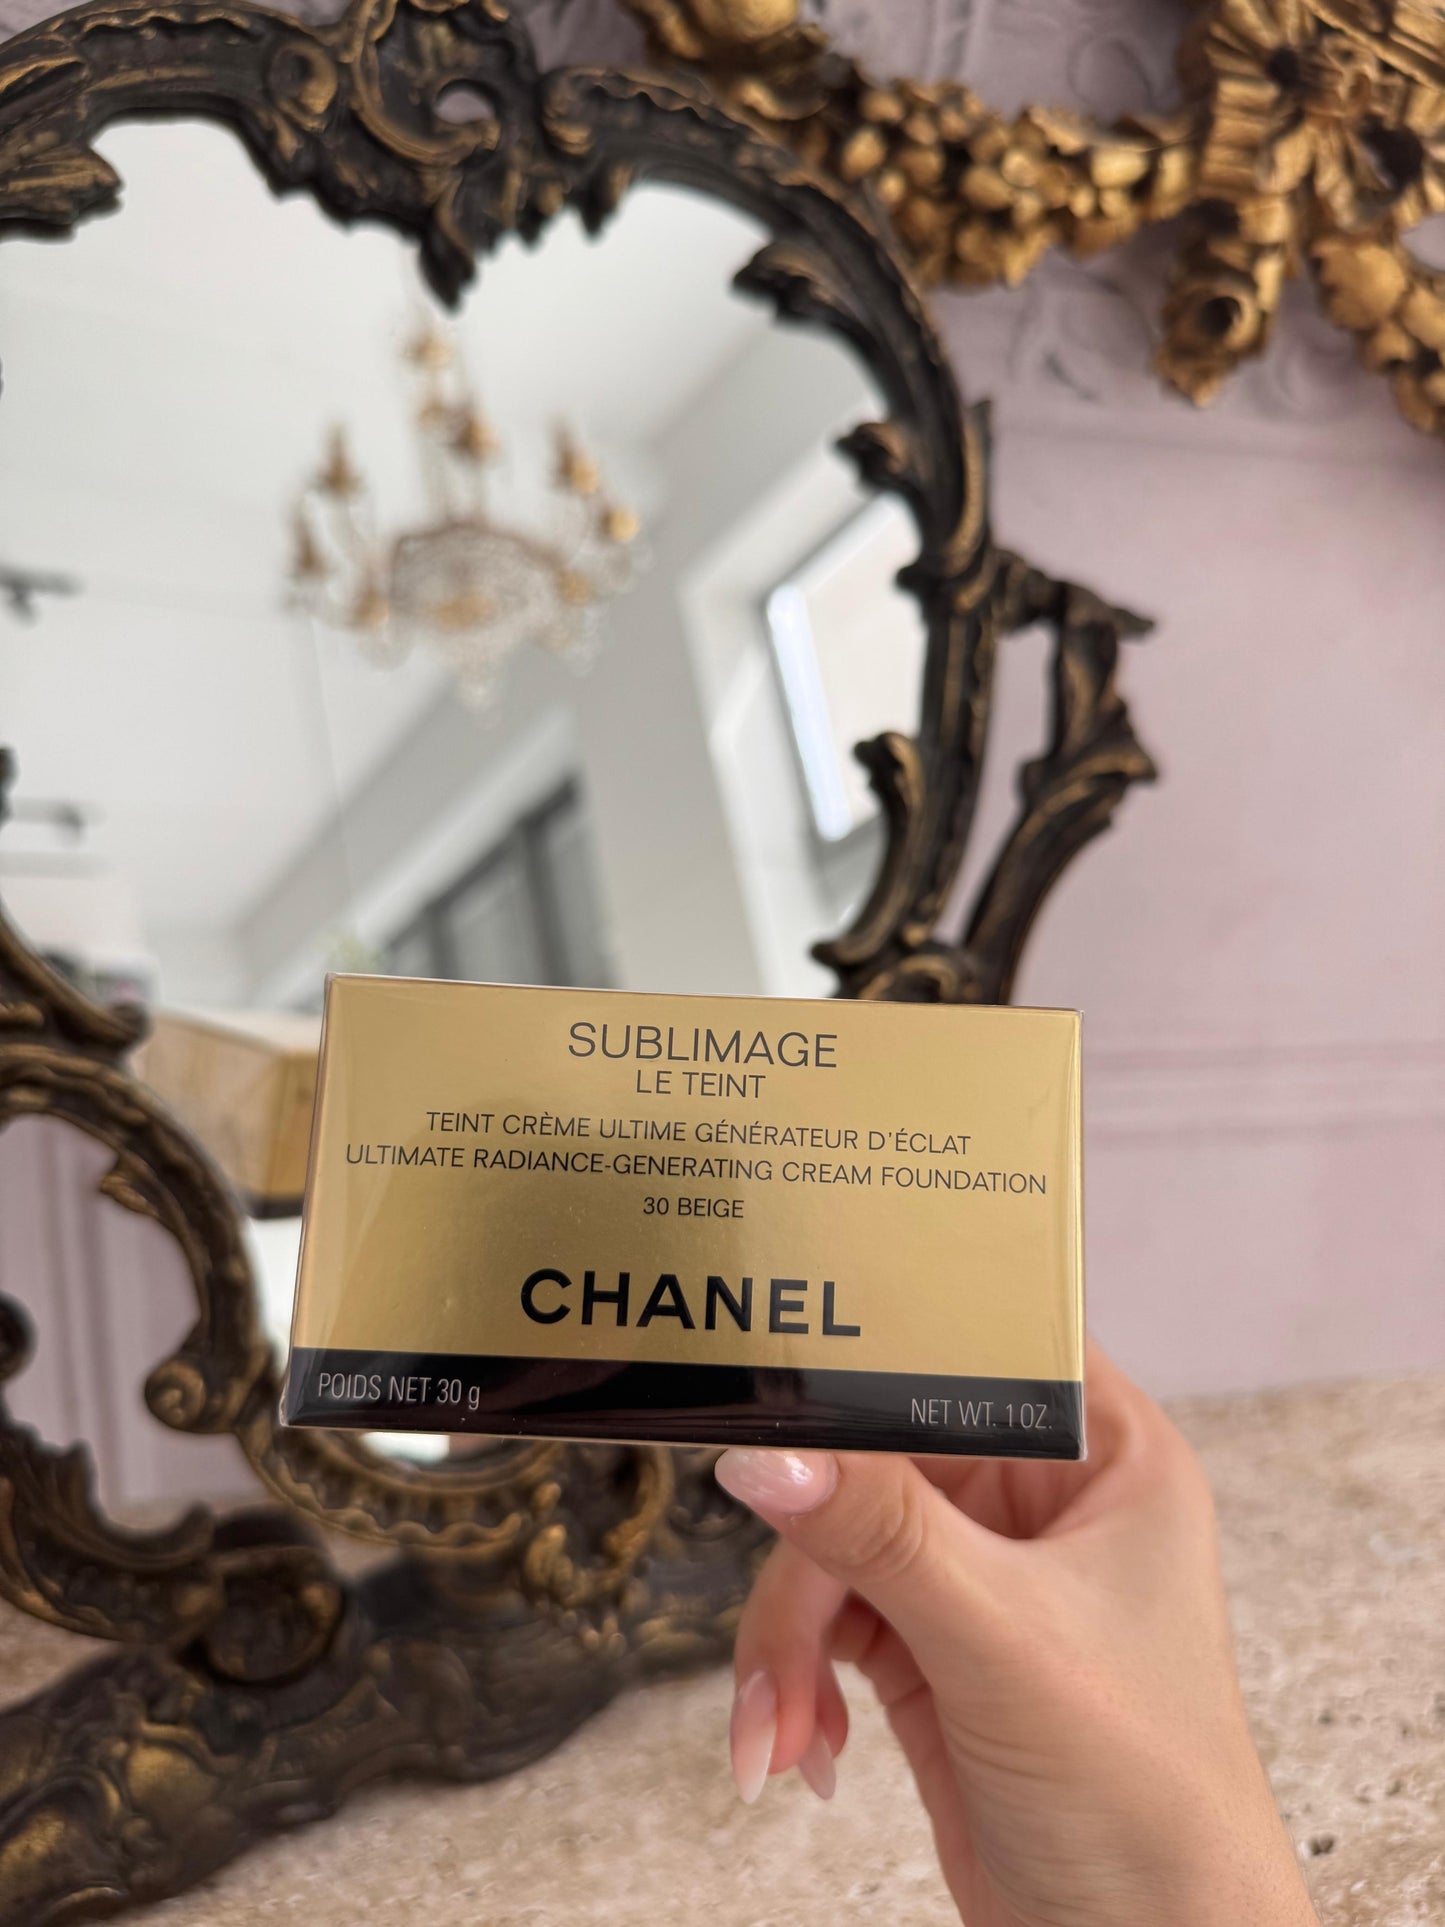 SUBLIMAGE
LE TEINT
TEINT CRÈME ULTIME GÉNÉRATEUR D'ÉCLAT
ULTIMATE RADIANCE-GENERATING CREAM FOUNDATION
30 BEIGE
CHANEL
POIDS NET 30 g
NET WT. 1 OZ.